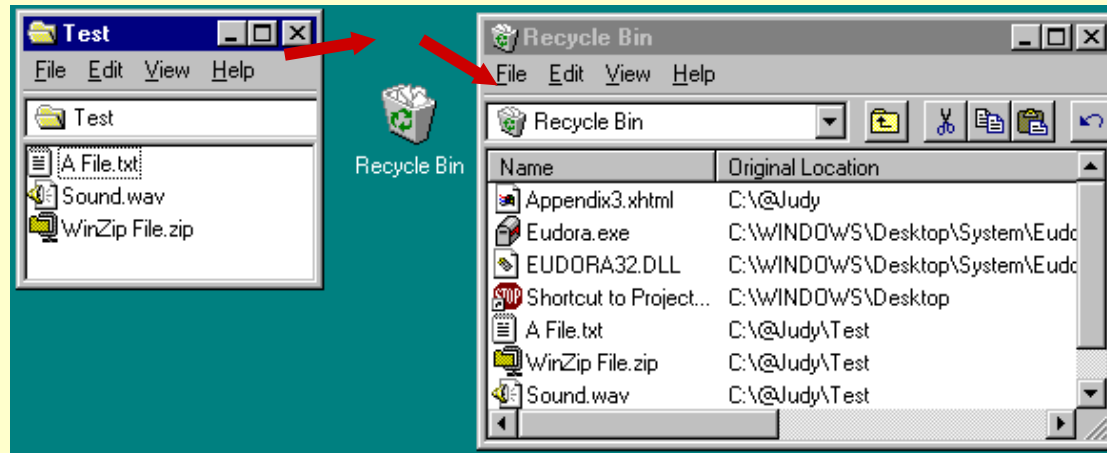 Test
File Edit View Help
Test
A File.txt
Sound.wav
WinZip File.zip
Recycle Bin
Recycle Bin
File Edit View Help
Recycle Bin
Name Original Location
Appendix3.xhtml C:\@Judy
Eudora.exe C:\WINDOWS\Desktop\System\Eudo
EUDORA32.DLL C:\WINDOWS\Desktop\System\Eudo
Shortcut to Project... C:\WINDOWS\Desktop
A File.txt C:\@Judy\Test
WinZip File.zip C:\@Judy\Test
Sound.wav C:\@Judy\Test